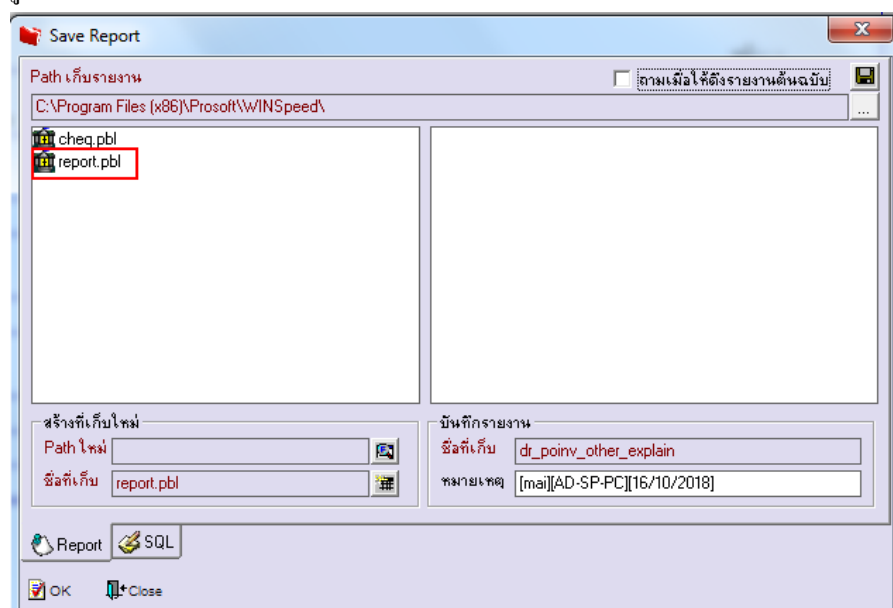 Save Report
Path เก็บรายงาน
ถามเมื่อให้ดึงรายงานต้นฉบับ
C:\Program Files (x86)\Prosoft\WINSpeed\
...
cheq.pbl
report.pbl
สร้างที่เก็บใหม่
Path ใหม่
ชื่อที่เก็บ report.pbl
บันทึกรายงาน
ชื่อที่เก็บ dr_poinv_other_explain
หมายเหตุ [mai][AD-SP-PC][16/10/2018]
Report SQL
OK Close